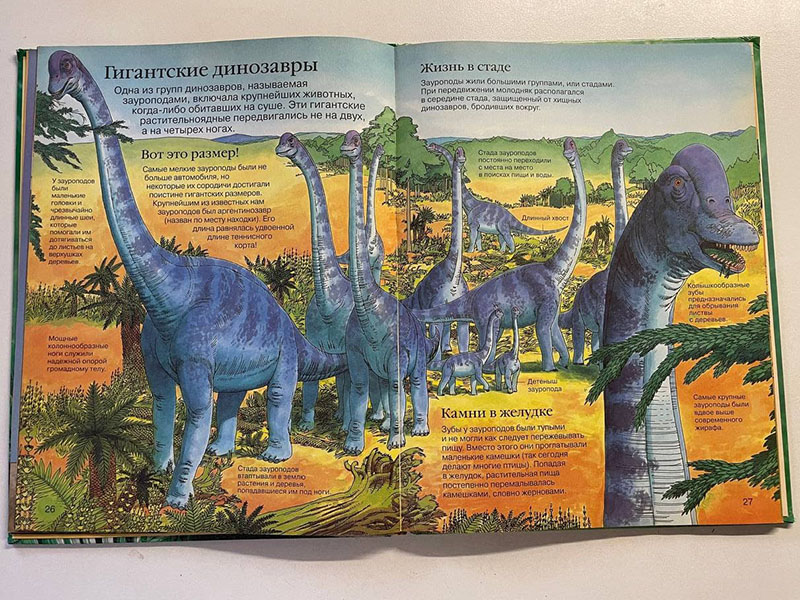 Гигантские динозавры
Одна из групп динозавров, называемая
зауроподами, включала крупнейших животных,
когда-либо обитавших на суше. Эти гигантские
растительноядные передвигались не на двух,
а на четырех ногах.
Вот это размер!
Самые мелкие зауроподы были не
больше автомобиля, но
некоторые их сородичи достигали
поистине гигантских размеров.
Крупнейшим из известных нам
зауроподов был аргентинозавр
(назван по месту находки). Его
длина равнялась удвоенной
длине теннисного
корта!
У зауроподов
были
маленькие
головки и
чрезвычайно
длинные шеи,
которые
помогали им
дотягиваться
до листьев на
верхушках
деревьев.
Мощные
колоннообразные
ноги служили
надежной опорой
громадному телу.
Стада зауроподов
втаптывали в землю
растения и деревья,
попадавшиеся им под ноги.
26
Жизнь в стаде
Зауроподы жили большими группами, или стадами.
При передвижении молодняк располагался
в середине стада, защищенный от хищных
динозавров, бродивших вокруг.
Стада зауроподов
постоянно переходили
с места на место
в поисках пищи и воды.
Длинный хвост
Колышкообразные
зубы
предназначались
для обрывания
листвы
с деревьев.
Детеныш
зауропода
Камни в желудке
Зубы у зауроподов были тупыми
и не могли как следует пережевывать
пищу. Вместо этого они проглатывали
маленькие камешки (так сегодня
делают многие птицы). Попадая
в желудок, растительная пища
постепенно перемалывалась
камешками, словно жерновами.
Самые крупные
зауроподы были
вдвое выше
современного
жирафа.
27